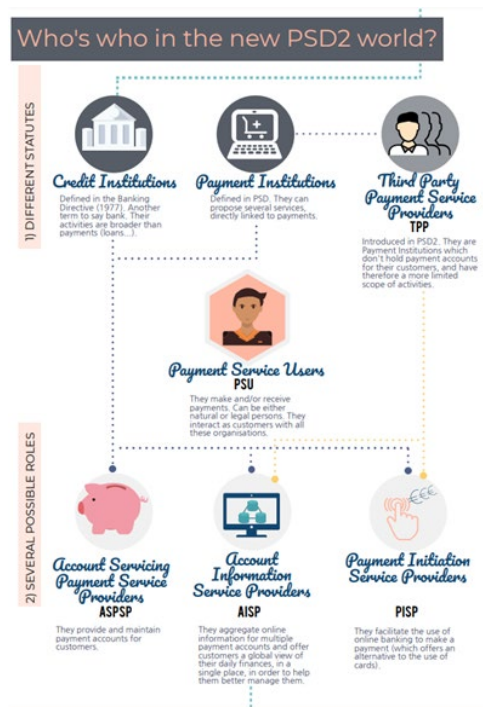 Who's who in the new PSD2 world?
1) DIFFERENT STATUTES
Credit Institutions
Defined in the Banking
Directive (1977). Another
term to say bank. Their
activities are broader than
payments (loans...).
Payment Institutions
Defined in PSD. They can
propose several services,
directly linked to payments.
Third Party
Payment Service
Providers
TPP
Introduced in PSD2. They are
Payment Institutions which
don't hold payment accounts
for their customers, and have
therefore a more limited
scope of activities.
Payment Service Users
PSU
They make and/or receive
payments. Can be either
natural or legal persons. They
interact as customers with all
these organisations.
2) SEVERAL POSSIBLE ROLES
Account Servicing
Payment Service
Providers
ASPSP
They provide and maintain
payment accounts for
customers.
Account
Information
Service Providers
AISP
They aggregate online
information for multiple
payment accounts and offer
customers a global view of
their daily finances, in a
single place, in order to help
them better manage them.
€€€
Payment Initiation
Service Providers
PISP
They facilitate the use of
online banking to make a
payment (which offers an
alternative to the use of
cards).